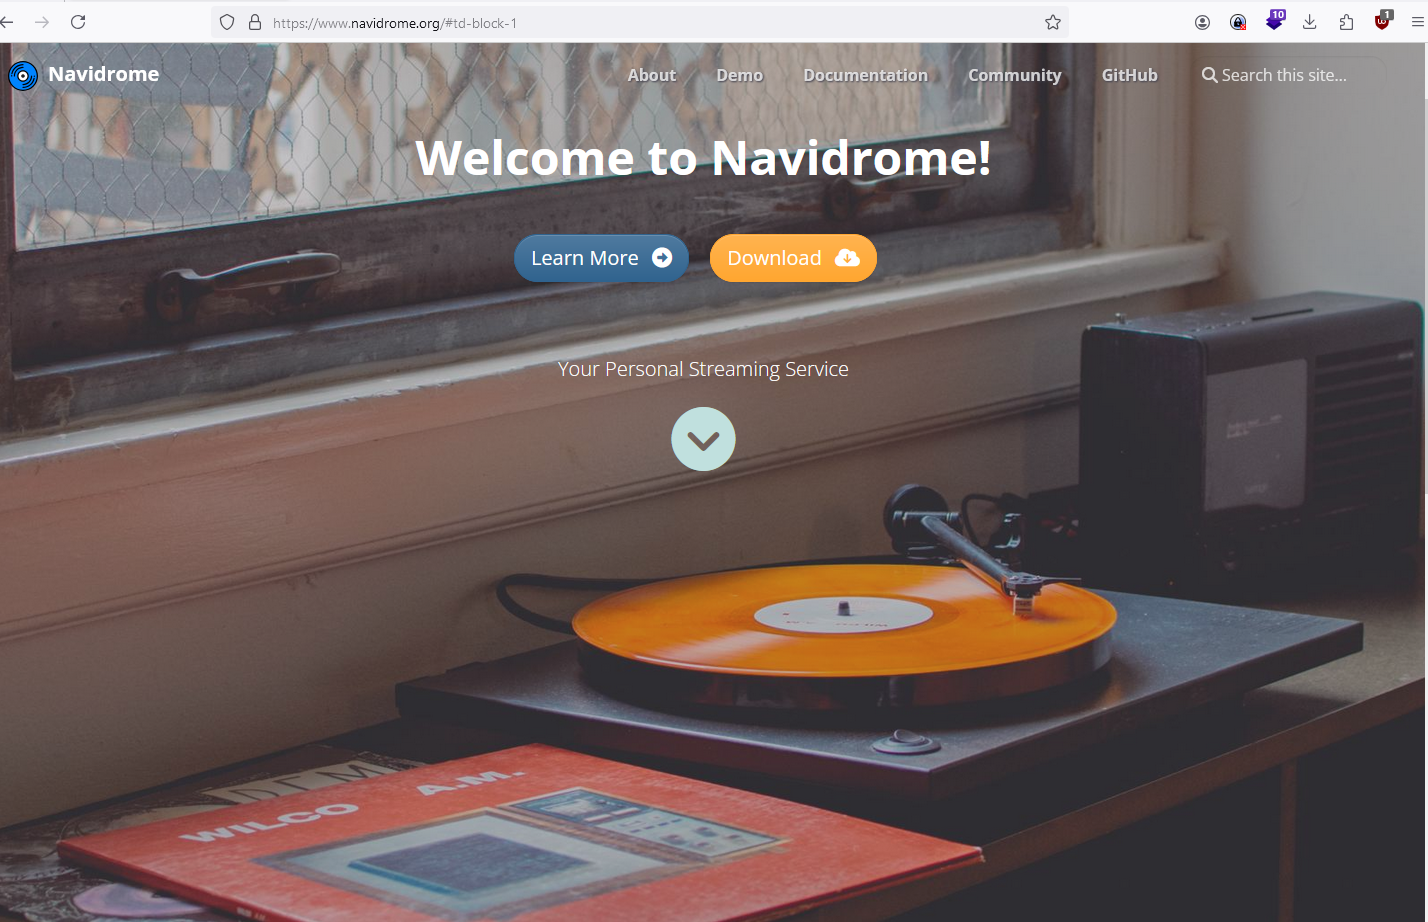 https://www.navidrome.org/#td-block-1
10
1
Navidrome
About
Demo
Documentation
Community
GitHub
Search this site...
Welcome to Navidrome!
Learn More
Download
Your Personal Streaming Service
WILCO A.M.